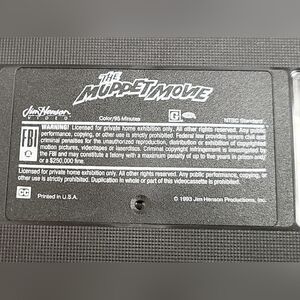 THE
MUPPET MOVIE
Jim Henson
VIDEO
Color/95 Minutes
G
NTSC Standard
FBI
WARNING! Licensed for private home exhibition only. All other rights reserved. Any public
performance, copying, or other use is strictly prohibited. Federal law provides severe civil and
criminal penalties for the unauthorized reproduction, distribution or exhibition of copyrighted
motion pictures, videotapes or laserdiscs. Criminal copyright infringement is investigated by
the FBI and may constitute a felony with a maximum penalty of up to five years in prison and/
or a $250,000 fine.
Licensed for private home exhibition only. All other rights reserved. Any public performance, copying, or
other use is strictly prohibited. Duplication in whole or part of this videocassette is prohibited.
CC
Printed in U.S.A.
© 1993 Jim Henson Productions, Inc.